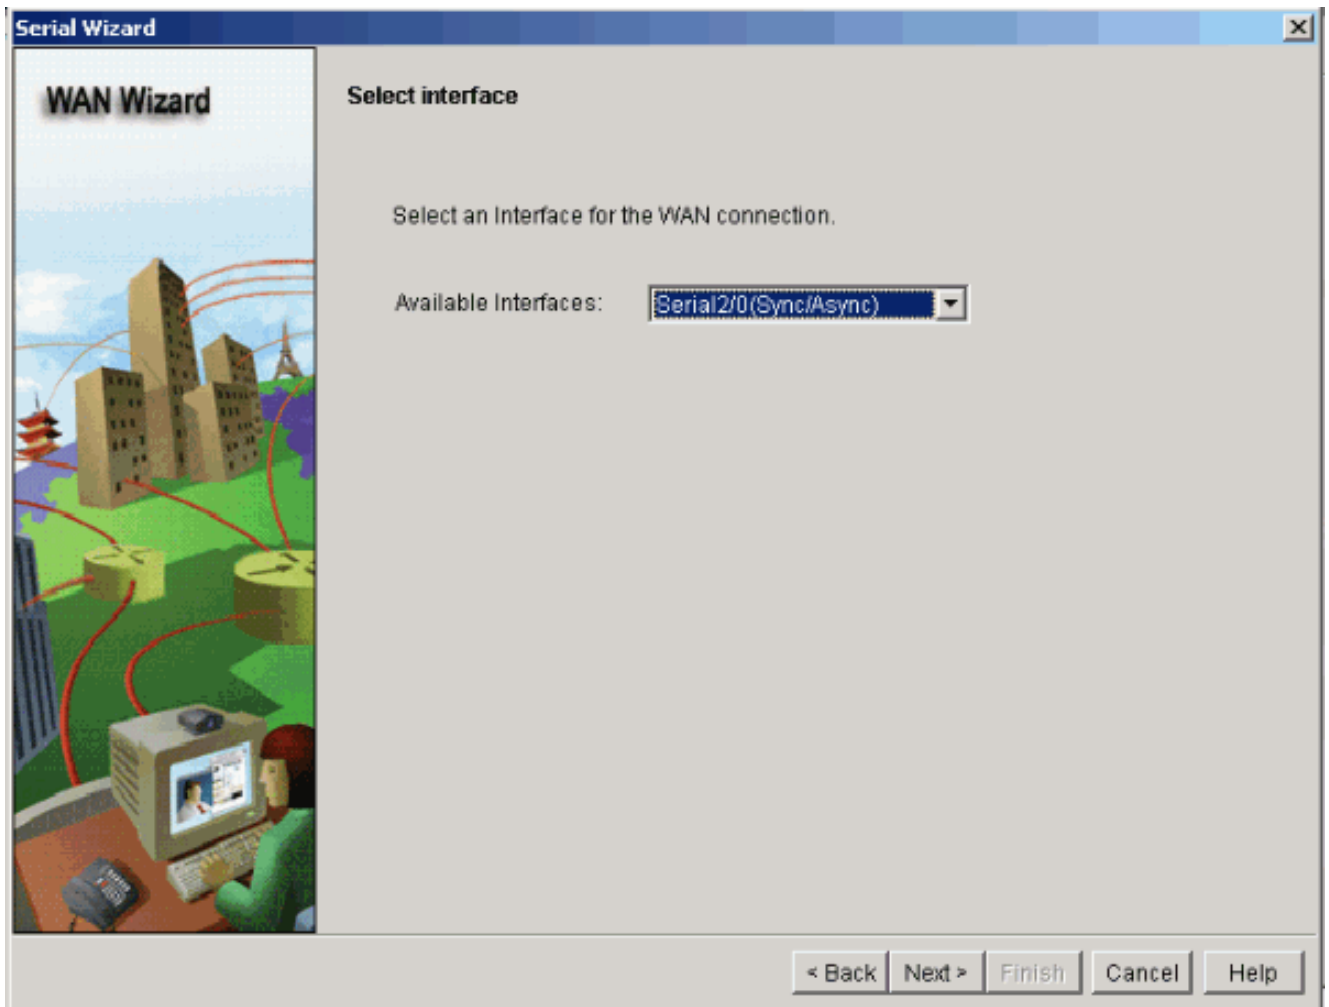 Serial Wizard
WAN Wizard
Select interface
Select an Interface for the WAN connection.
Available Interfaces: Serial2/0(Sync/Async)
< Back Next > Finish Cancel Help